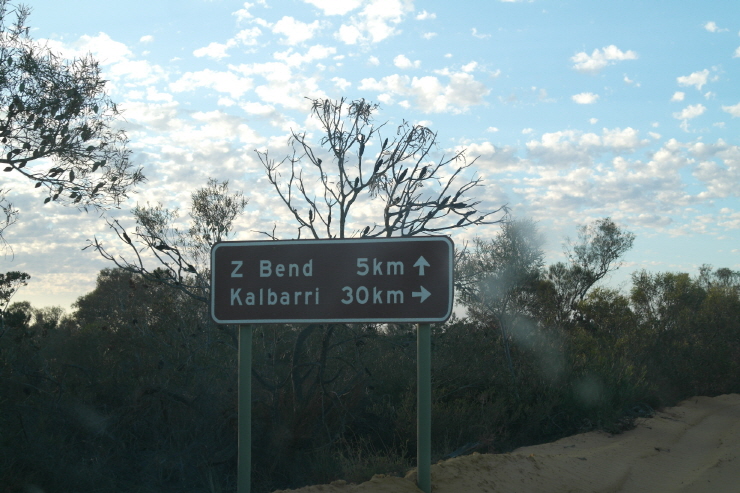 Z Bend 5km ↑
Kalbarri 30km →